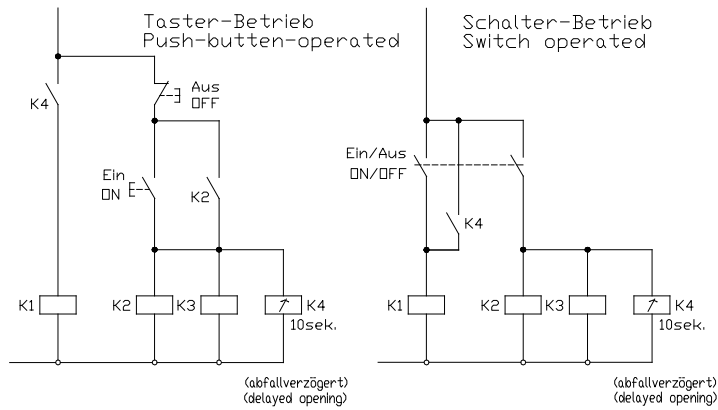 Taster-Betrieb
Push-butten-operated
K4
Aus
OFF
Ein
ON
K2
K1
K2
K3
K4
10sek.
(abfallverzögert)
(delayed opening)
Schalter-Betrieb
Switch operated
Ein/Aus
ON/OFF
K4
K1
K2
K3
K4
10sek.
(abfallverzögert)
(delayed opening)